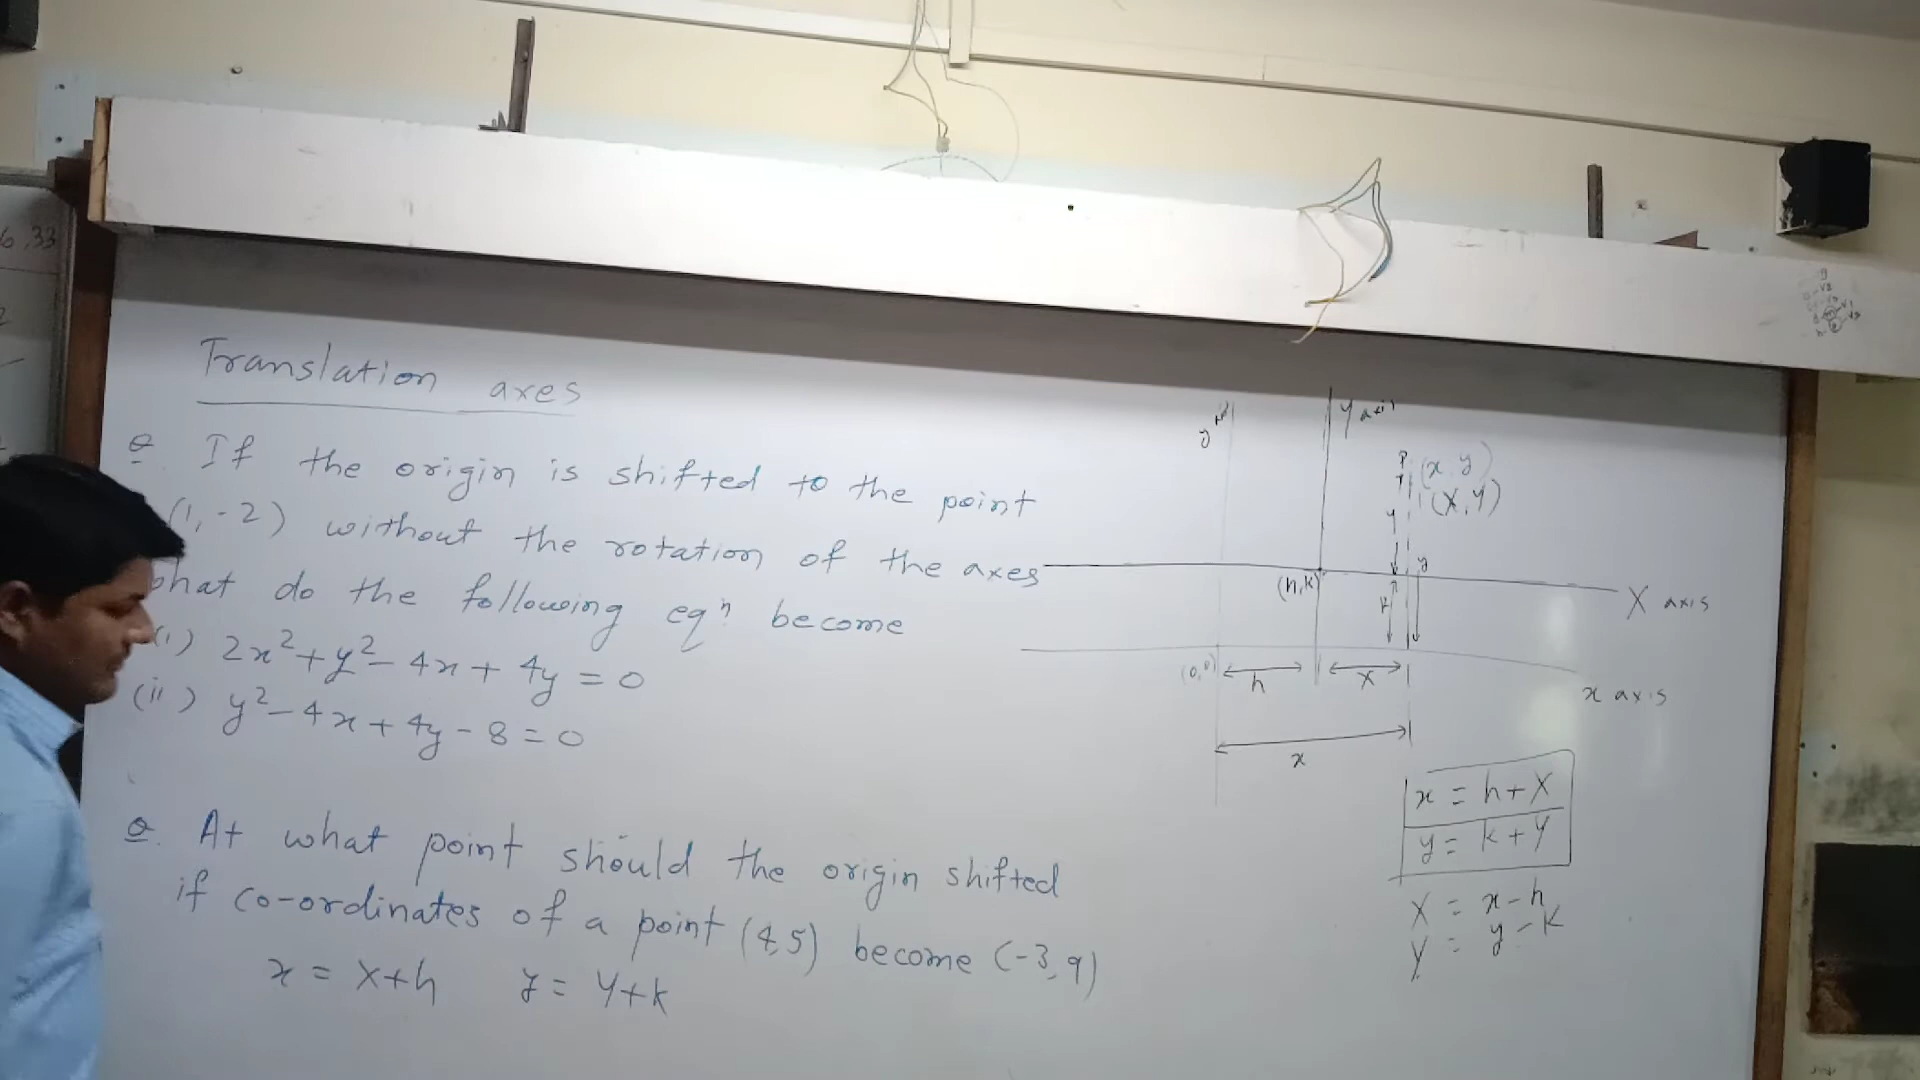 6,33
2
Translation axes
Q. If the origin is shifted to the point
(1, -2) without the rotation of the axes
what do the following eqn become
(i) 2x² + y² - 4x + 4y = 0
(ii) y² - 4x + 4y - 8 = 0
Q. At what point should the origin shifted
if co-ordinates of a point (4,5) become (-3,9)
x = X+h y = Y+k
y
Y axis
P (x, y)
(X, Y)
Y
y
(h,k)
k
X axis
(0,0)
h
X
x axis
x
x = h+X
y = k+Y
X = x-h
Y = y-k